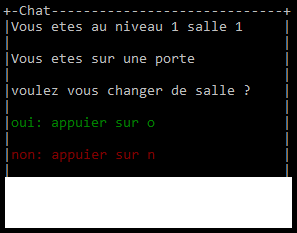 Chat
Vous etes au niveau 1 salle 1
Vous etes sur une porte
voulez vous changer de salle ?
oui: appuier sur o
non: appuier sur n